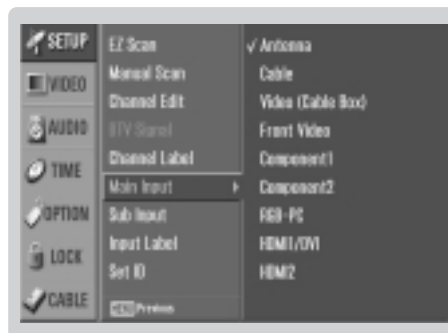 SETUP
VIDEO
AUDIO
TIME
OPTION
LOCK
CABLE
EZ Scan
Manual Scan
Channel Edit
DTV Signal
Channel Label
Main Input
Sub Input
Input Label
Set ID
MENU Previous
√ Antenna
Cable
Video (Cable Box)
Front Video
Component1
Component2
RGB-PC
HDMI1/DVI
HDMI2